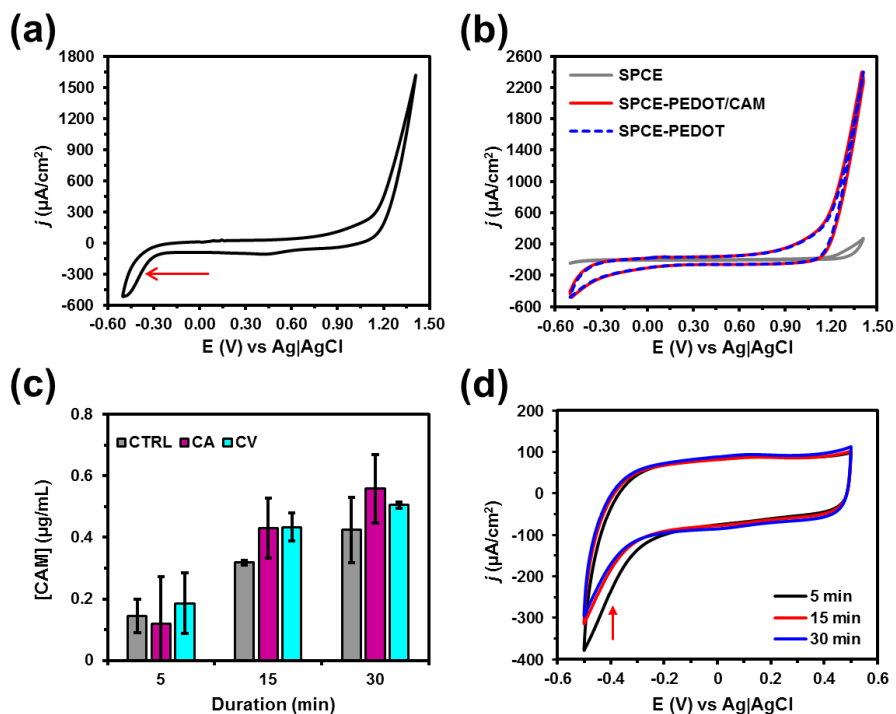 (a)
1800
1500
1200
900
600
300
0
-300
-600
j (µA/cm²)
-0.60 -0.30 0.00 0.30 0.60 0.90 1.20 1.50
E (V) vs Ag|AgCl
(b)
2600
2200
1800
1400
1000
600
200
-200
-600
j (µA/cm²)
SPCE
SPCE-PEDOT/CAM
SPCE-PEDOT
-0.60 -0.30 0.00 0.30 0.60 0.90 1.20 1.50
E (V) vs Ag|AgCl
(c)
0.8
0.6
0.4
0.2
0
[CAM] (µg/mL)
CTRL CA CV
5 15 30
Duration (min)
(d)
200
100
0
-100
-200
-300
-400
j (µA/cm²)
5 min
15 min
30 min
-0.6 -0.4 -0.2 0 0.2 0.4 0.6
E (V) vs Ag|AgCl